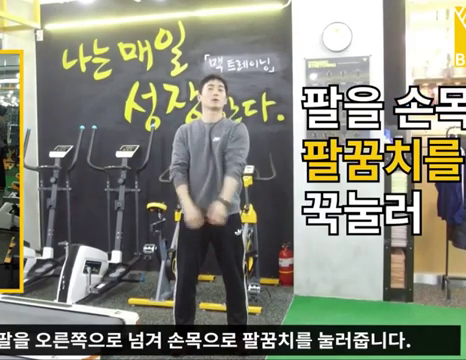 나는 매일
「맥트레이닝」
성장한다.
팔을 손목
팔꿈치를
꾹눌러
팔을 오른쪽으로 넘겨 손목으로 팔꿈치를 눌러줍니다.